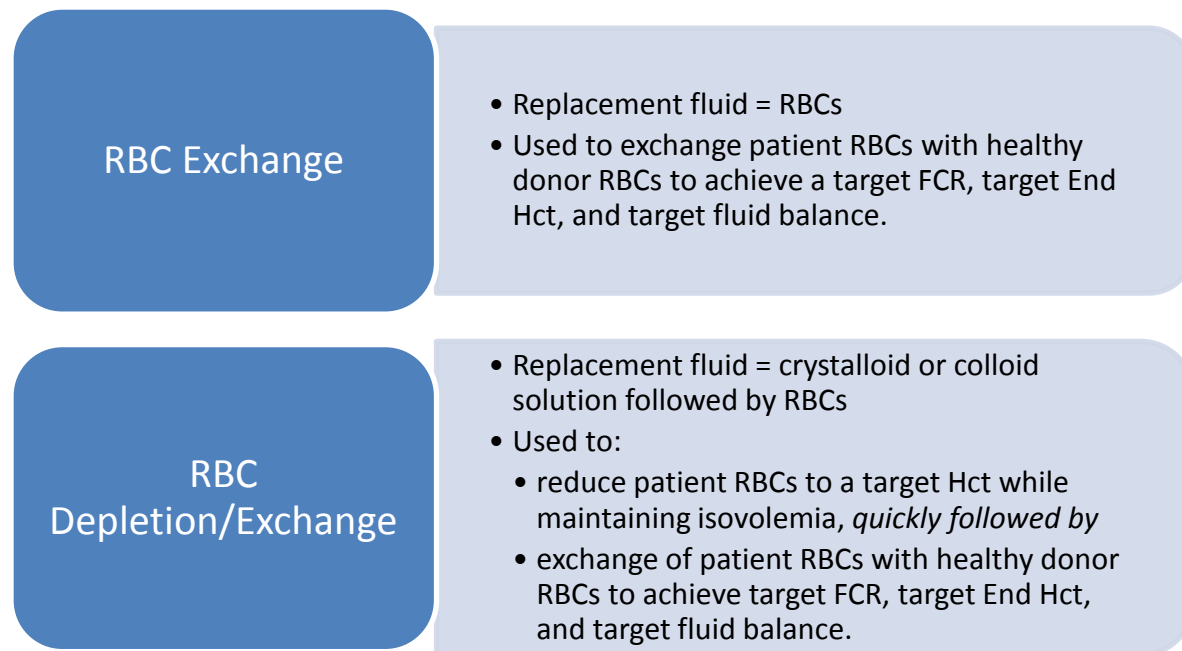 RBC Exchange
• Replacement fluid = RBCs
• Used to exchange patient RBCs with healthy
donor RBCs to achieve a target FCR, target End
Hct, and target fluid balance.
RBC
Depletion/Exchange
• Replacement fluid = crystalloid or colloid
solution followed by RBCs
• Used to:
• reduce patient RBCs to a target Hct while
maintaining isovolemia, quickly followed by
• exchange of patient RBCs with healthy donor
RBCs to achieve target FCR, target End Hct,
and target fluid balance.